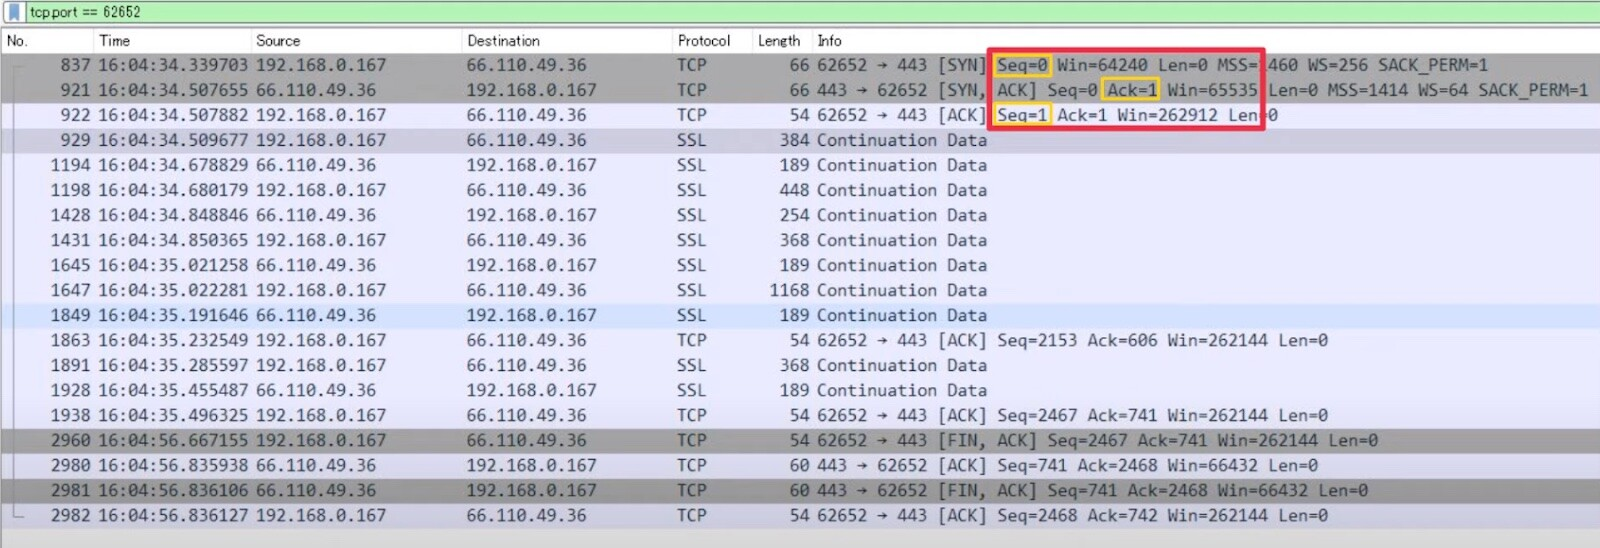 tcp.port == 62652
No. Time Source Destination Protocol Length Info
837 16:04:34.339703 192.168.0.167 66.110.49.36 TCP 66 62652 → 443 [SYN] Seq=0 Win=64240 Len=0 MSS=1460 WS=256 SACK_PERM=1
921 16:04:34.507655 66.110.49.36 192.168.0.167 TCP 66 443 → 62652 [SYN, ACK] Seq=0 Ack=1 Win=65535 Len=0 MSS=1414 WS=64 SACK_PERM=1
922 16:04:34.507882 192.168.0.167 66.110.49.36 TCP 54 62652 → 443 [ACK] Seq=1 Ack=1 Win=262912 Len=0
929 16:04:34.509677 192.168.0.167 66.110.49.36 SSL 384 Continuation Data
1194 16:04:34.678829 66.110.49.36 192.168.0.167 SSL 189 Continuation Data
1198 16:04:34.680179 192.168.0.167 66.110.49.36 SSL 448 Continuation Data
1428 16:04:34.848846 66.110.49.36 192.168.0.167 SSL 254 Continuation Data
1431 16:04:34.850365 192.168.0.167 66.110.49.36 SSL 368 Continuation Data
1645 16:04:35.021258 66.110.49.36 192.168.0.167 SSL 189 Continuation Data
1647 16:04:35.022281 192.168.0.167 66.110.49.36 SSL 1168 Continuation Data
1849 16:04:35.191646 66.110.49.36 192.168.0.167 SSL 189 Continuation Data
1863 16:04:35.232549 192.168.0.167 66.110.49.36 TCP 54 62652 → 443 [ACK] Seq=2153 Ack=606 Win=262144 Len=0
1891 16:04:35.285597 192.168.0.167 66.110.49.36 SSL 368 Continuation Data
1928 16:04:35.455487 66.110.49.36 192.168.0.167 SSL 189 Continuation Data
1938 16:04:35.496325 192.168.0.167 66.110.49.36 TCP 54 62652 → 443 [ACK] Seq=2467 Ack=741 Win=262144 Len=0
2960 16:04:56.667155 192.168.0.167 66.110.49.36 TCP 54 62652 → 443 [FIN, ACK] Seq=2467 Ack=741 Win=262144 Len=0
2980 16:04:56.835938 66.110.49.36 192.168.0.167 TCP 60 443 → 62652 [ACK] Seq=741 Ack=2468 Win=66432 Len=0
2981 16:04:56.836106 66.110.49.36 192.168.0.167 TCP 60 443 → 62652 [FIN, ACK] Seq=741 Ack=2468 Win=66432 Len=0
2982 16:04:56.836127 192.168.0.167 66.110.49.36 TCP 54 62652 → 443 [ACK] Seq=2468 Ack=742 Win=262144 Len=0